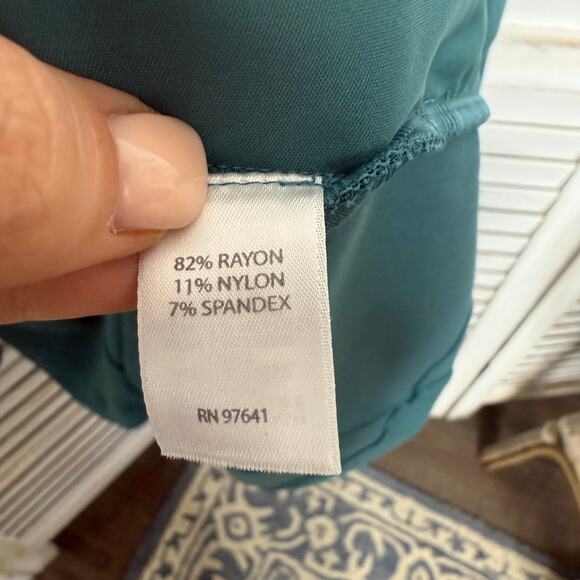 82% RAYON
11% NYLON
7% SPANDEX
RN 97641